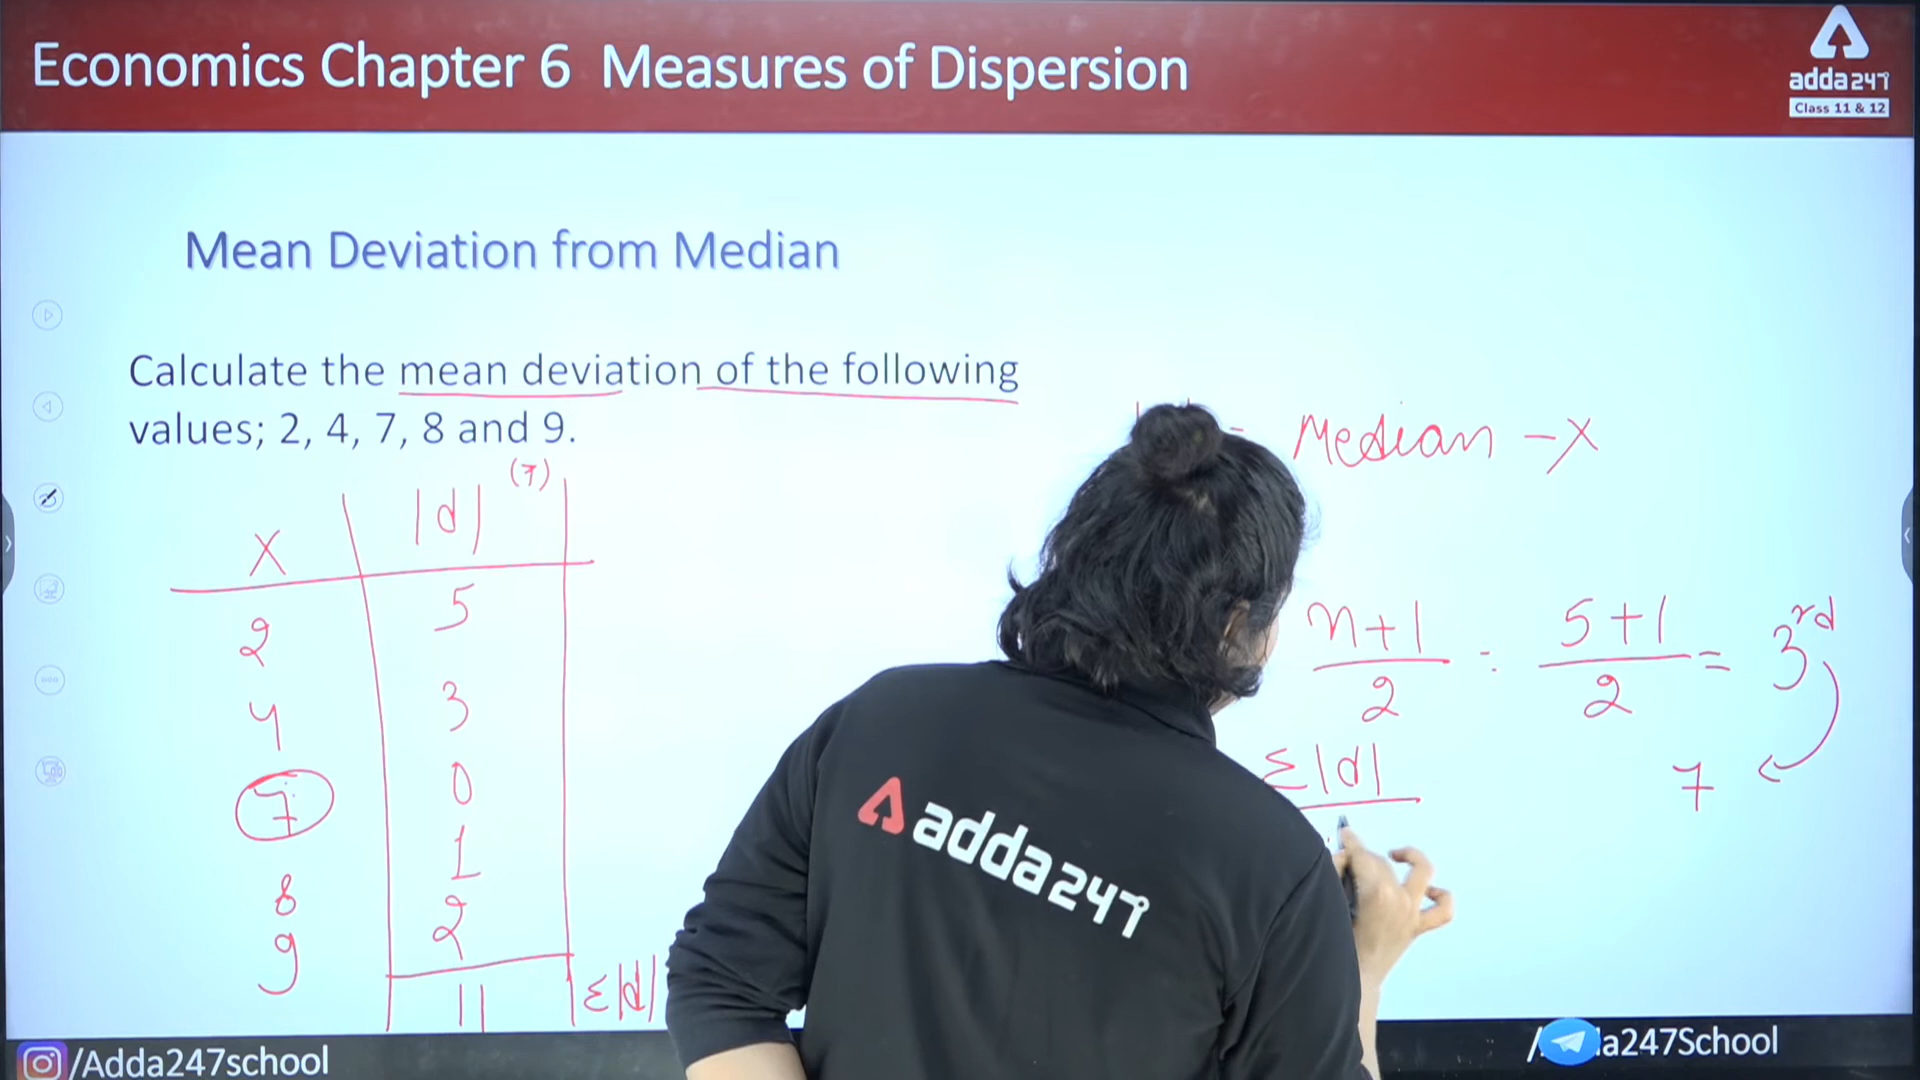 Economics Chapter 6 Measures of Dispersion
adda247
Class 11 & 12
Mean Deviation from Median
Calculate the mean deviation of the following
values; 2, 4, 7, 8 and 9.
- Median - X
X |d| (7)
2 5
4 3
7 0
8 1
9 2
11 Σ|d|
n+1/2 = 5+1/2 = 3rd
7
Σ|d|
adda247
/Adda247school
a247School